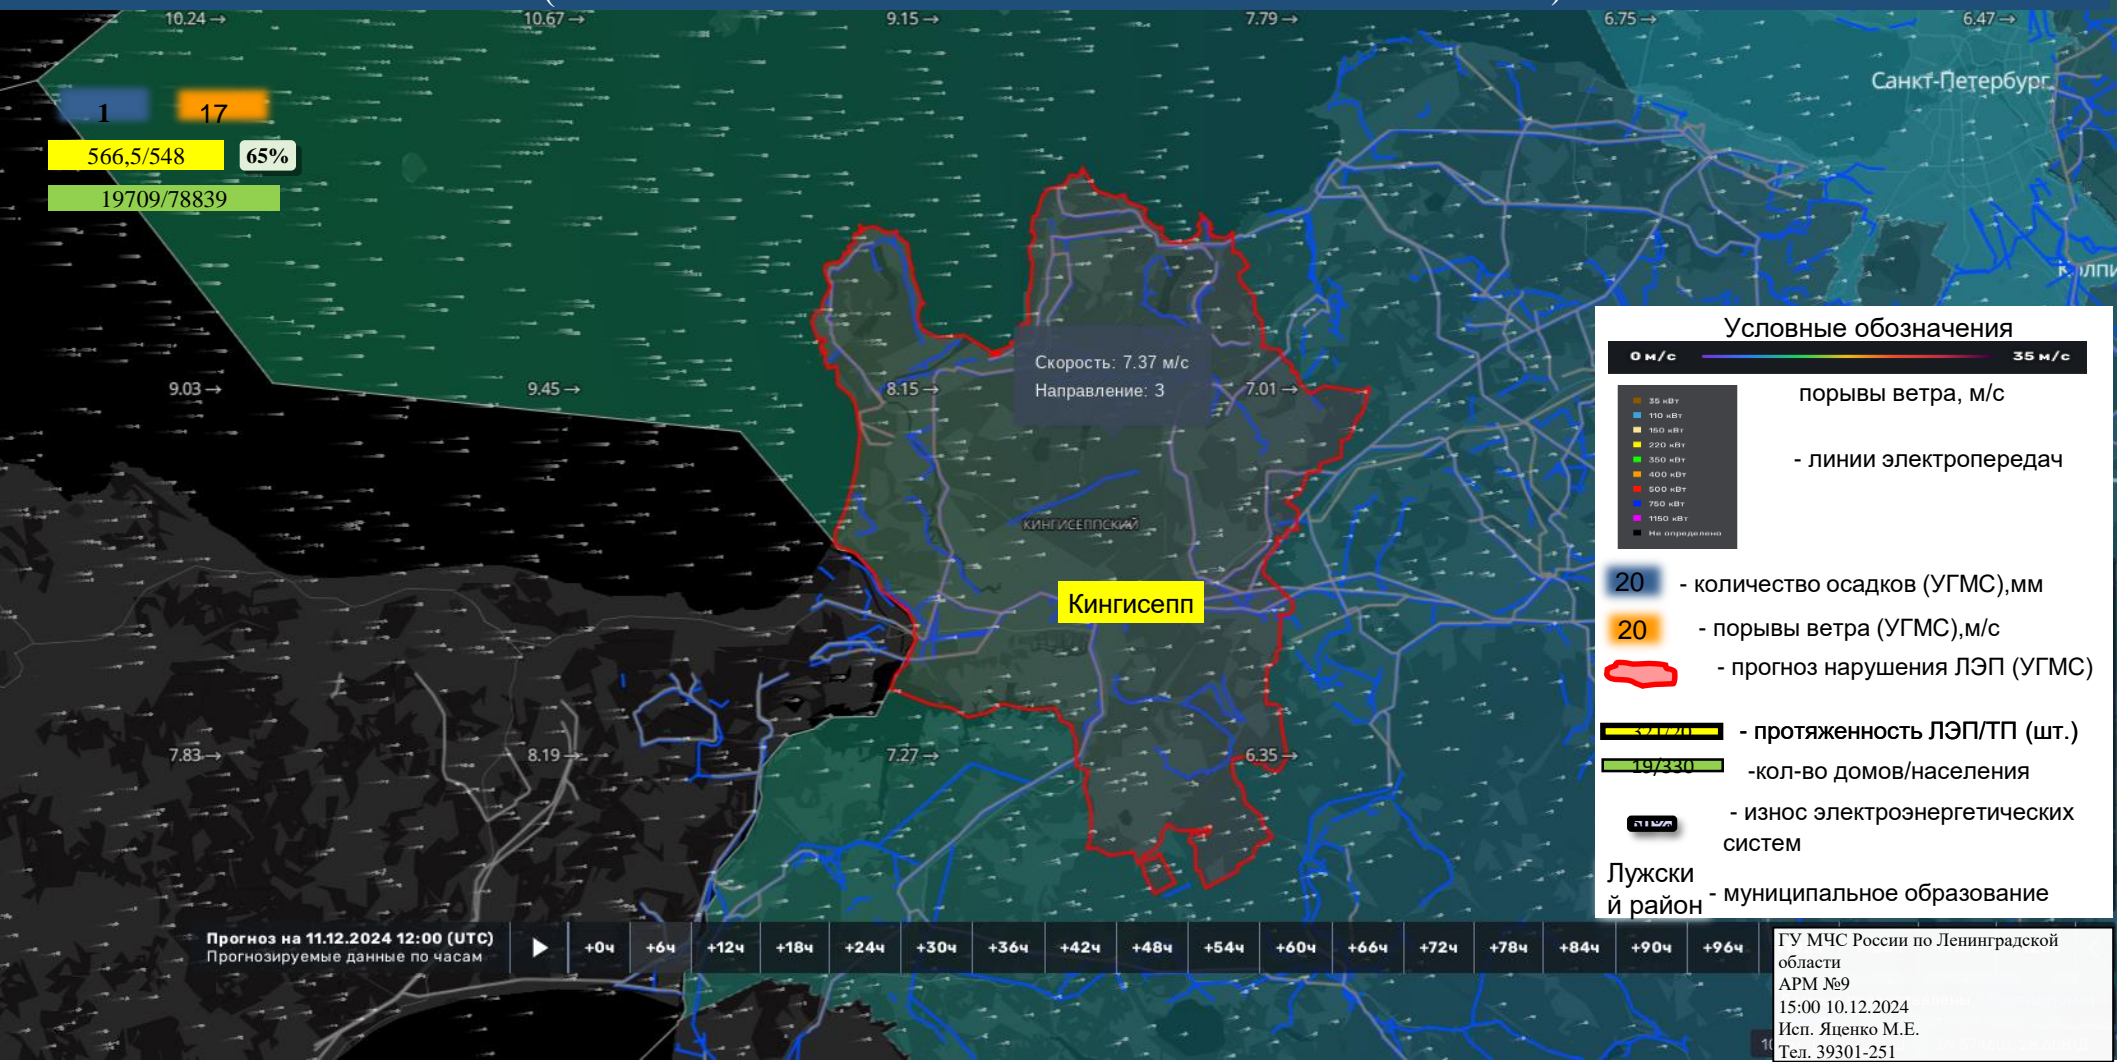 10.24 → 10.67 → 9.15 → 7.79 → 6.75 → 6.47 →
Санкт-Петербург
1 17
566,5/548 65%
19709/78839
Скорость: 7.37 м/с
Направление: З
9.03 → 9.45 → 8.15 → 7.01 →
КИНГИСЕППСКИЙ
Кингисепп
7.83 → 8.19 → 7.27 → 6.35 →
Условные обозначения
0 м/с 35 м/с
порывы ветра, м/с
35 кВт
110 кВт
150 кВт
220 кВт
350 кВт
400 кВт
500 кВт
750 кВт
1150 кВт
Не определено
- линии электропередач
20 - количество осадков (УГМС),мм
20 - порывы ветра (УГМС),м/с
- прогноз нарушения ЛЭП (УГМС)
321/20 - протяженность ЛЭП/ТП (шт.)
19/330 -кол-во домов/населения
- износ электроэнергетических
систем
Лужски
й район - муниципальное образование
Прогноз на 11.12.2024 12:00 (UTC)
Прогнозируемые данные по часам
+0ч +6ч +12ч +18ч +24ч +30ч +36ч +42ч +48ч +54ч +60ч +66ч +72ч +78ч +84ч +90ч +96ч
ГУ МЧС России по Ленинградской
области
АРМ №9
15:00 10.12.2024
Исп. Яценко М.Е.
Тел. 39301-251